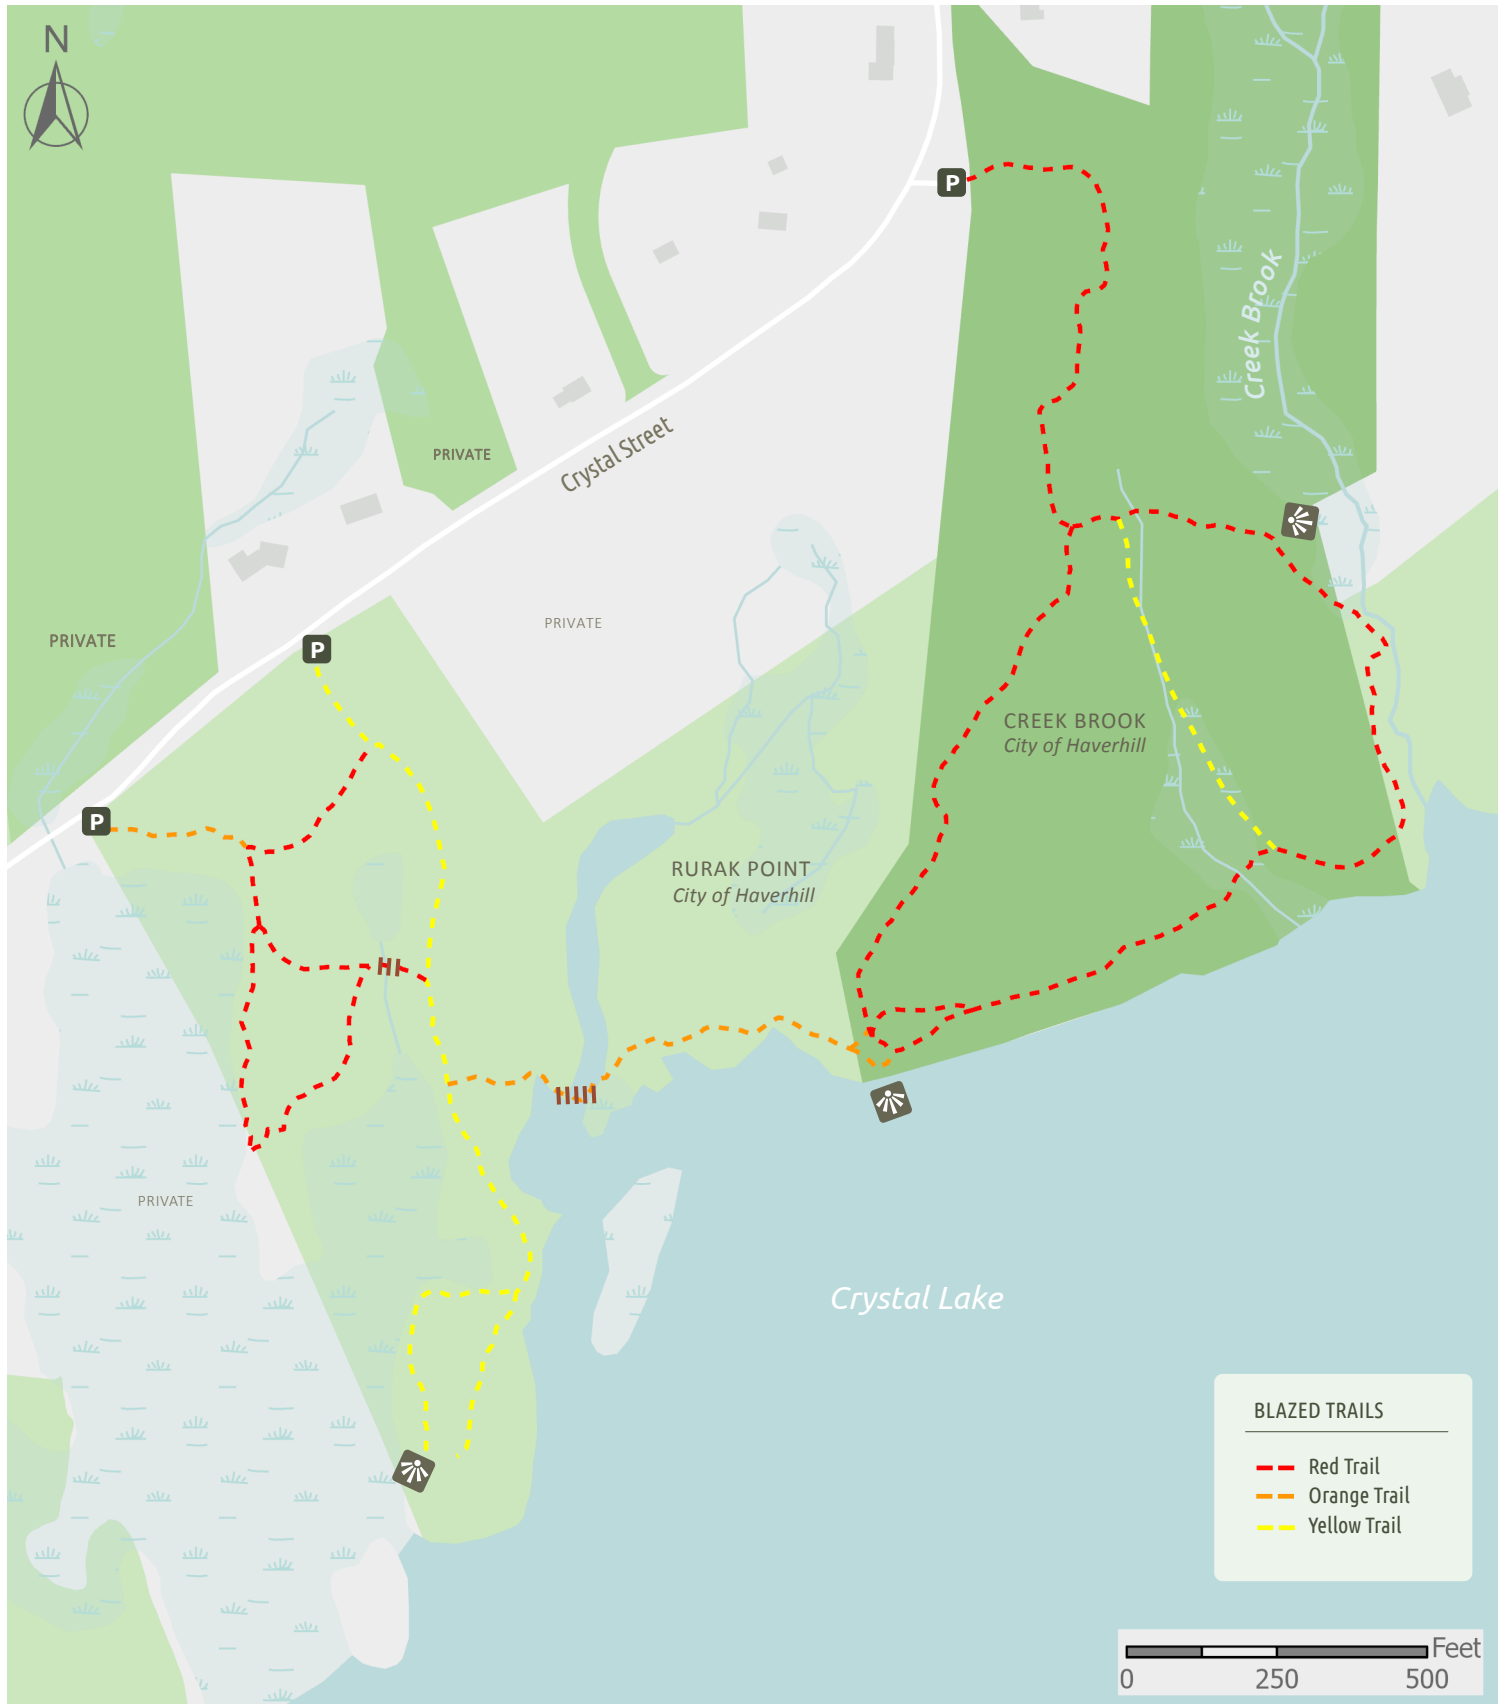 N
P
Creek Brook
Crystal Street
PRIVATE
PRIVATE
PRIVATE
P
CREEK BROOK
City of Haverhill
P
RURAK POINT
City of Haverhill
PRIVATE
Crystal Lake
BLAZED TRAILS
Red Trail
Orange Trail
Yellow Trail
Feet
0 250 500